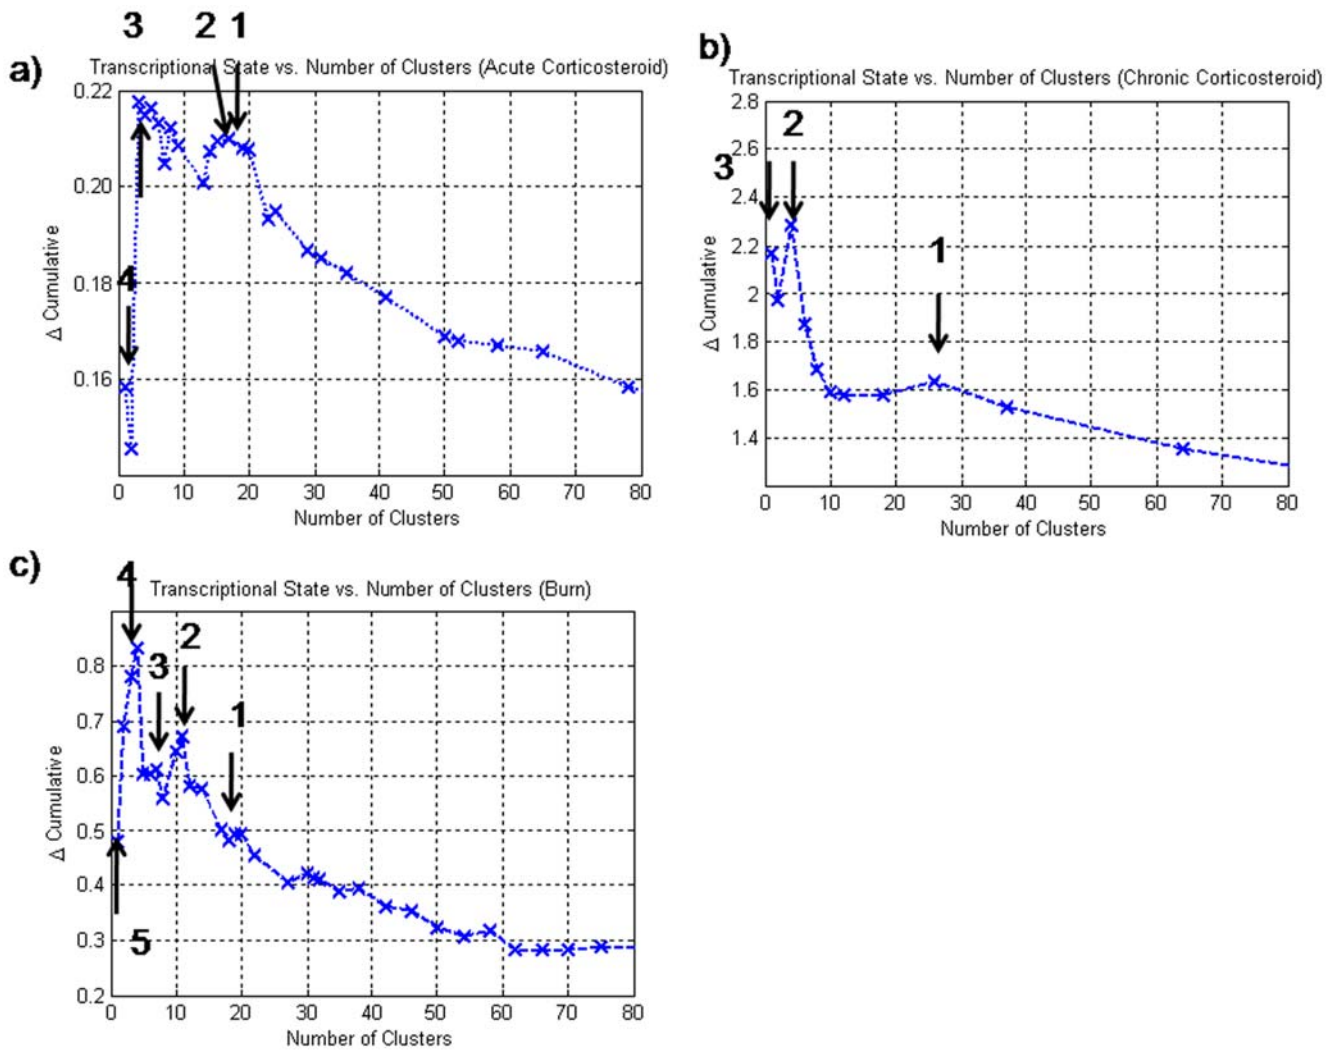 3 2 1
a)
Transcriptional State vs. Number of Clusters (Acute Corticosteroid)
0.22
0.20
0.18
0.16
4
Δ Cumulative
0 10 20 30 40 50 60 70 80
Number of Clusters
b)
Transcriptional State vs. Number of Clusters (Chronic Corticosteroid)
2.8
2.6
2.4
2.2
2
1.8
1.6
1.4
3
2
1
Δ Cumulative
0 10 20 30 40 50 60 70 80
Number of Clusters
c)
4
Transcriptional State vs. Number of Clusters (Burn)
2
3
1
0.8
0.7
0.6
0.5
0.4
0.3
0.2
5
Δ Cumulative
0 10 20 30 40 50 60 70 80
Number of Clusters